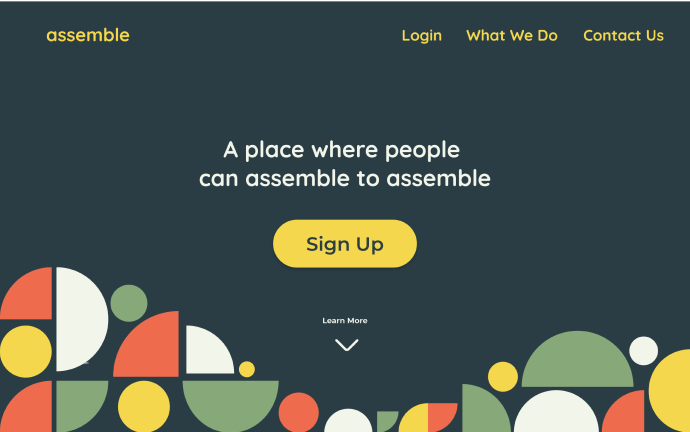 assemble
Login
What We Do
Contact Us
A place where people
can assemble to assemble
Sign Up
Learn More